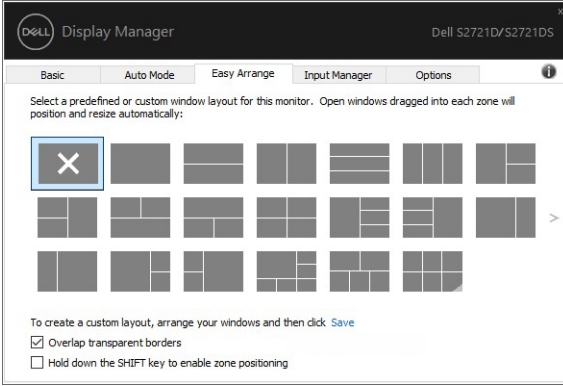 DELL Display Manager Dell S2721D/S2721DS
Basic Auto Mode Easy Arrange Input Manager Options
Select a predefined or custom window layout for this monitor. Open windows dragged into each zone will
position and resize automatically:
To create a custom layout, arrange your windows and then click Save
Overlap transparent borders
Hold down the SHIFT key to enable zone positioning